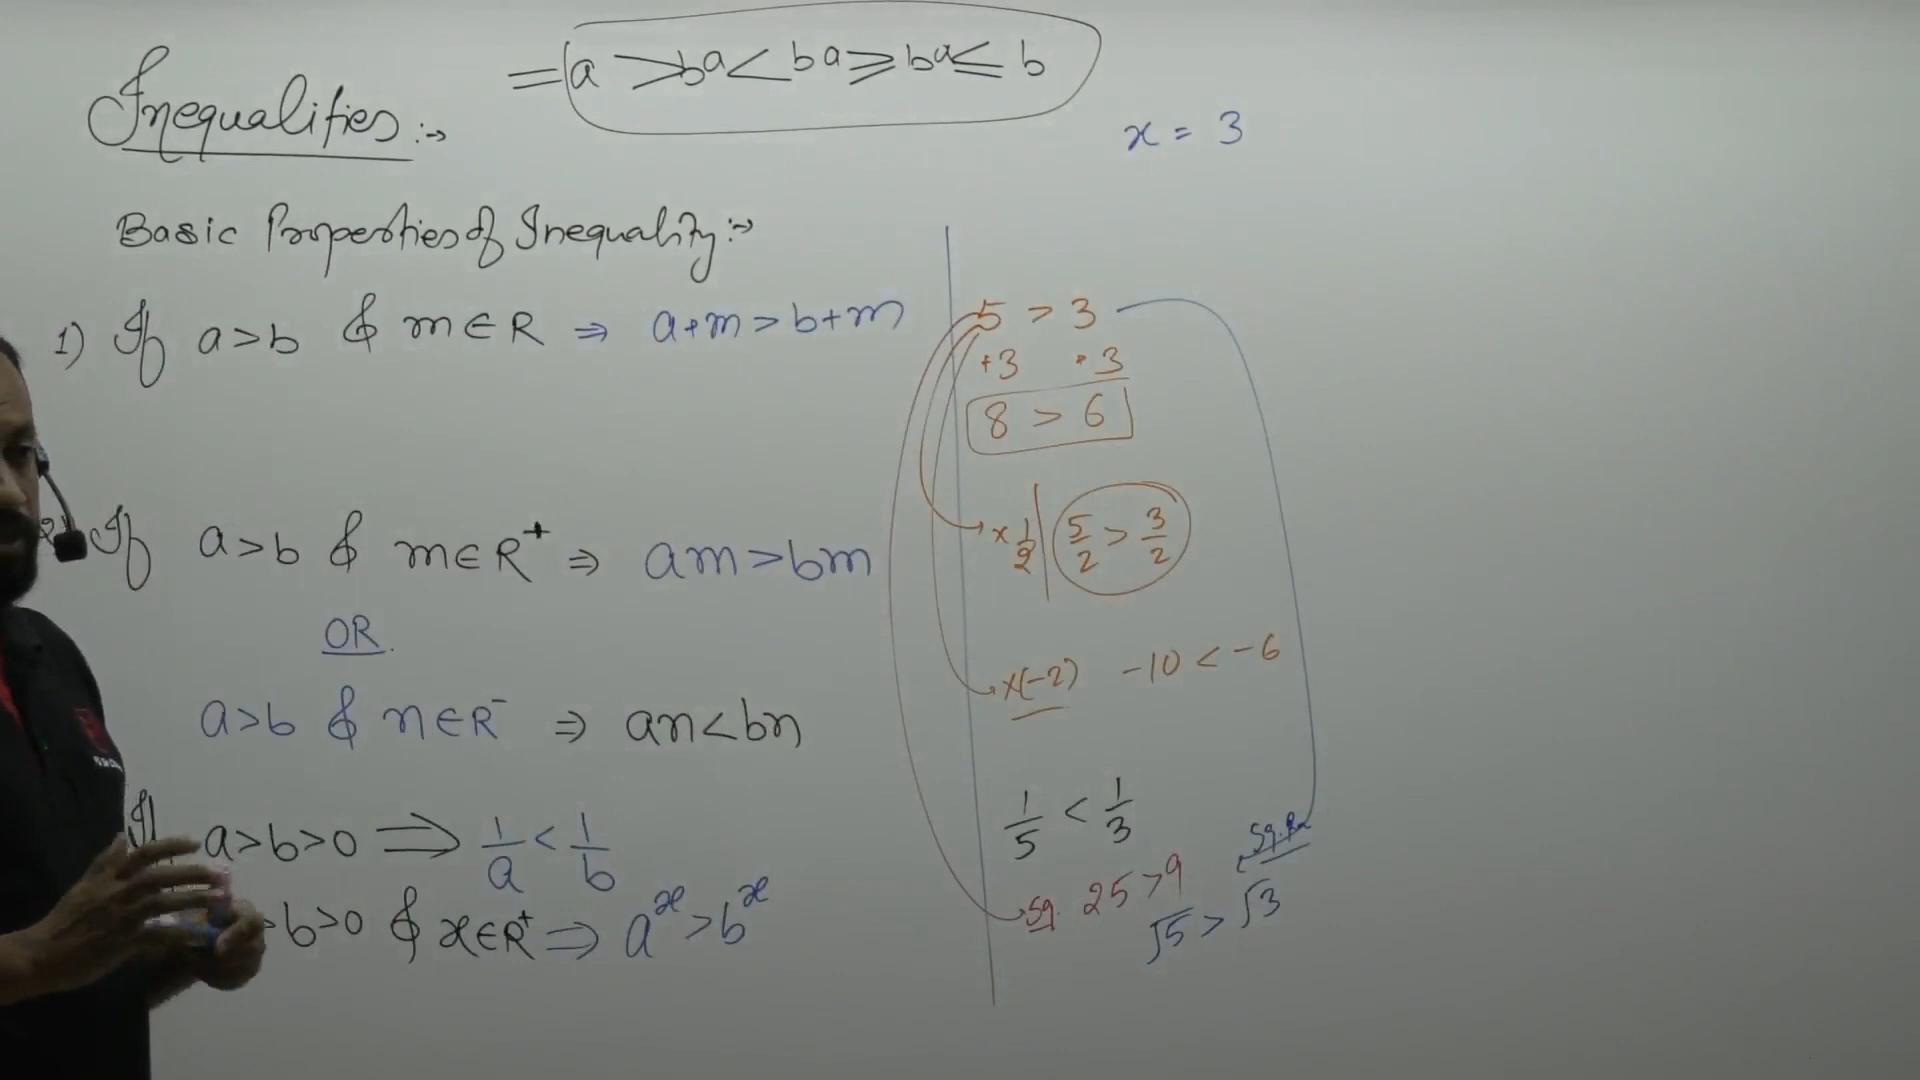 Inequalities :→ = a > b a < b a ≥ b a ≤ b
x = 3
Basic Properties of Inequality :→
1) If a > b & m ∈ R ⇒ a+m > b+m
If a > b & m ∈ R⁺ ⇒ am > bm
OR.
a > b & n ∈ R⁻ ⇒ an < bn
If a > b > 0 ⟹ 1/a < 1/b
> b > 0 & x ∈ R⁺ ⇒ aˣ > bˣ
5 > 3
+3 +3
8 > 6
× 1/2 | 5/2 > 3/2
×(-2) -10 < -6
1/5 < 1/3
Sq. 25 > 9
√5 > √3